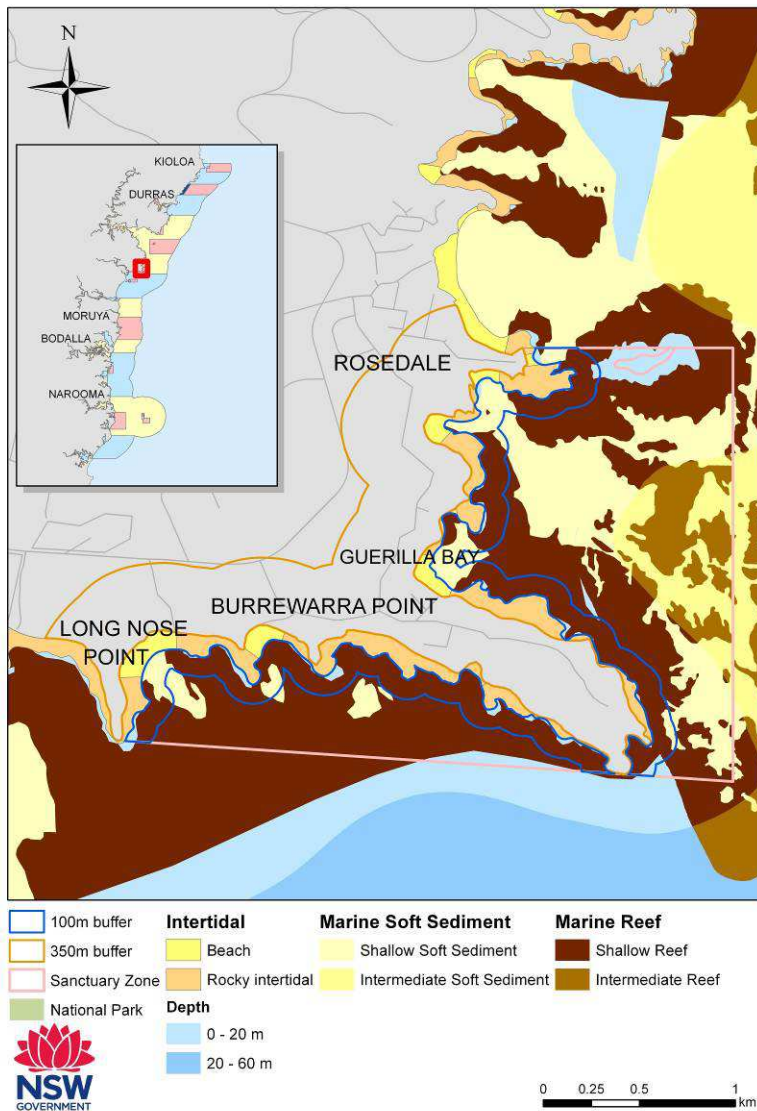 N
KIOLOA
DURRAS
MORUYA
BODALLA
NAROOMA
ROSEDALE
GUERILLA BAY
BURREWARRA POINT
LONG NOSE
POINT
100m buffer
350m buffer
Sanctuary Zone
National Park
Intertidal
Beach
Rocky intertidal
Depth
0 - 20 m
20 - 60 m
Marine Soft Sediment
Shallow Soft Sediment
Intermediate Soft Sediment
Marine Reef
Shallow Reef
Intermediate Reef
NSW
GOVERNMENT
0 0.25 0.5 1
km